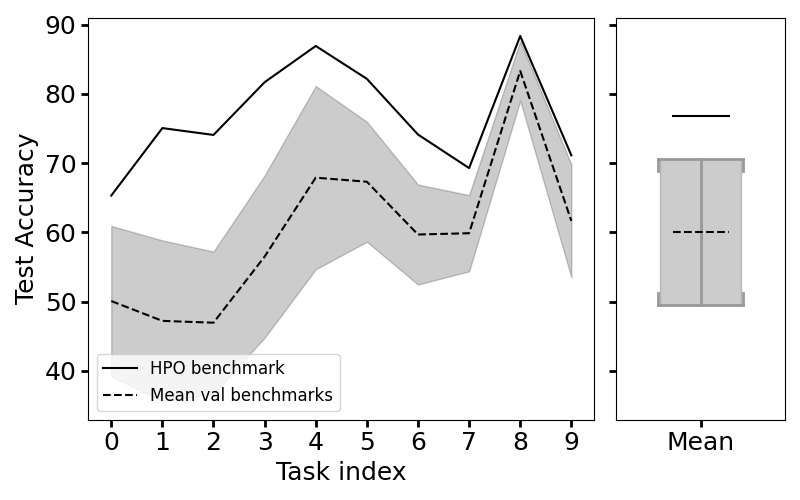 90
80
70
60
50
40
Test Accuracy
HPO benchmark
Mean val benchmarks
0 1 2 3 4 5 6 7 8 9
Task index
Mean